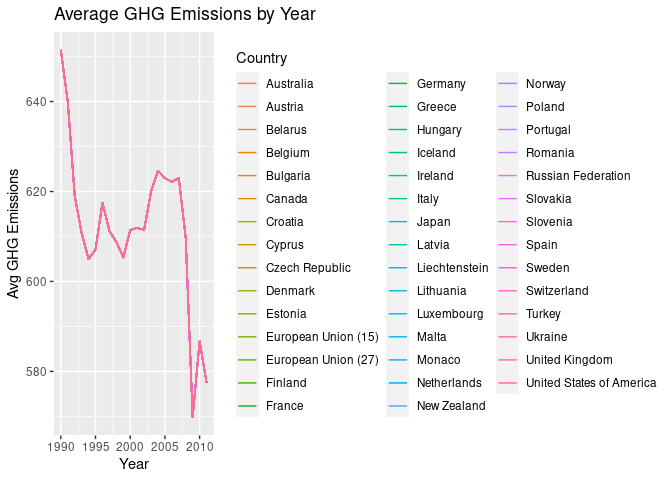 Average GHG Emissions by Year
Avg GHG Emissions
640
620
600
580
1990 1995 2000 2005 2010
Year
Country
Australia
Austria
Belarus
Belgium
Bulgaria
Canada
Croatia
Cyprus
Czech Republic
Denmark
Estonia
European Union (15)
European Union (27)
Finland
France
Germany
Greece
Hungary
Iceland
Ireland
Italy
Japan
Latvia
Liechtenstein
Lithuania
Luxembourg
Malta
Monaco
Netherlands
New Zealand
Norway
Poland
Portugal
Romania
Russian Federation
Slovakia
Slovenia
Spain
Sweden
Switzerland
Turkey
Ukraine
United Kingdom
United States of America